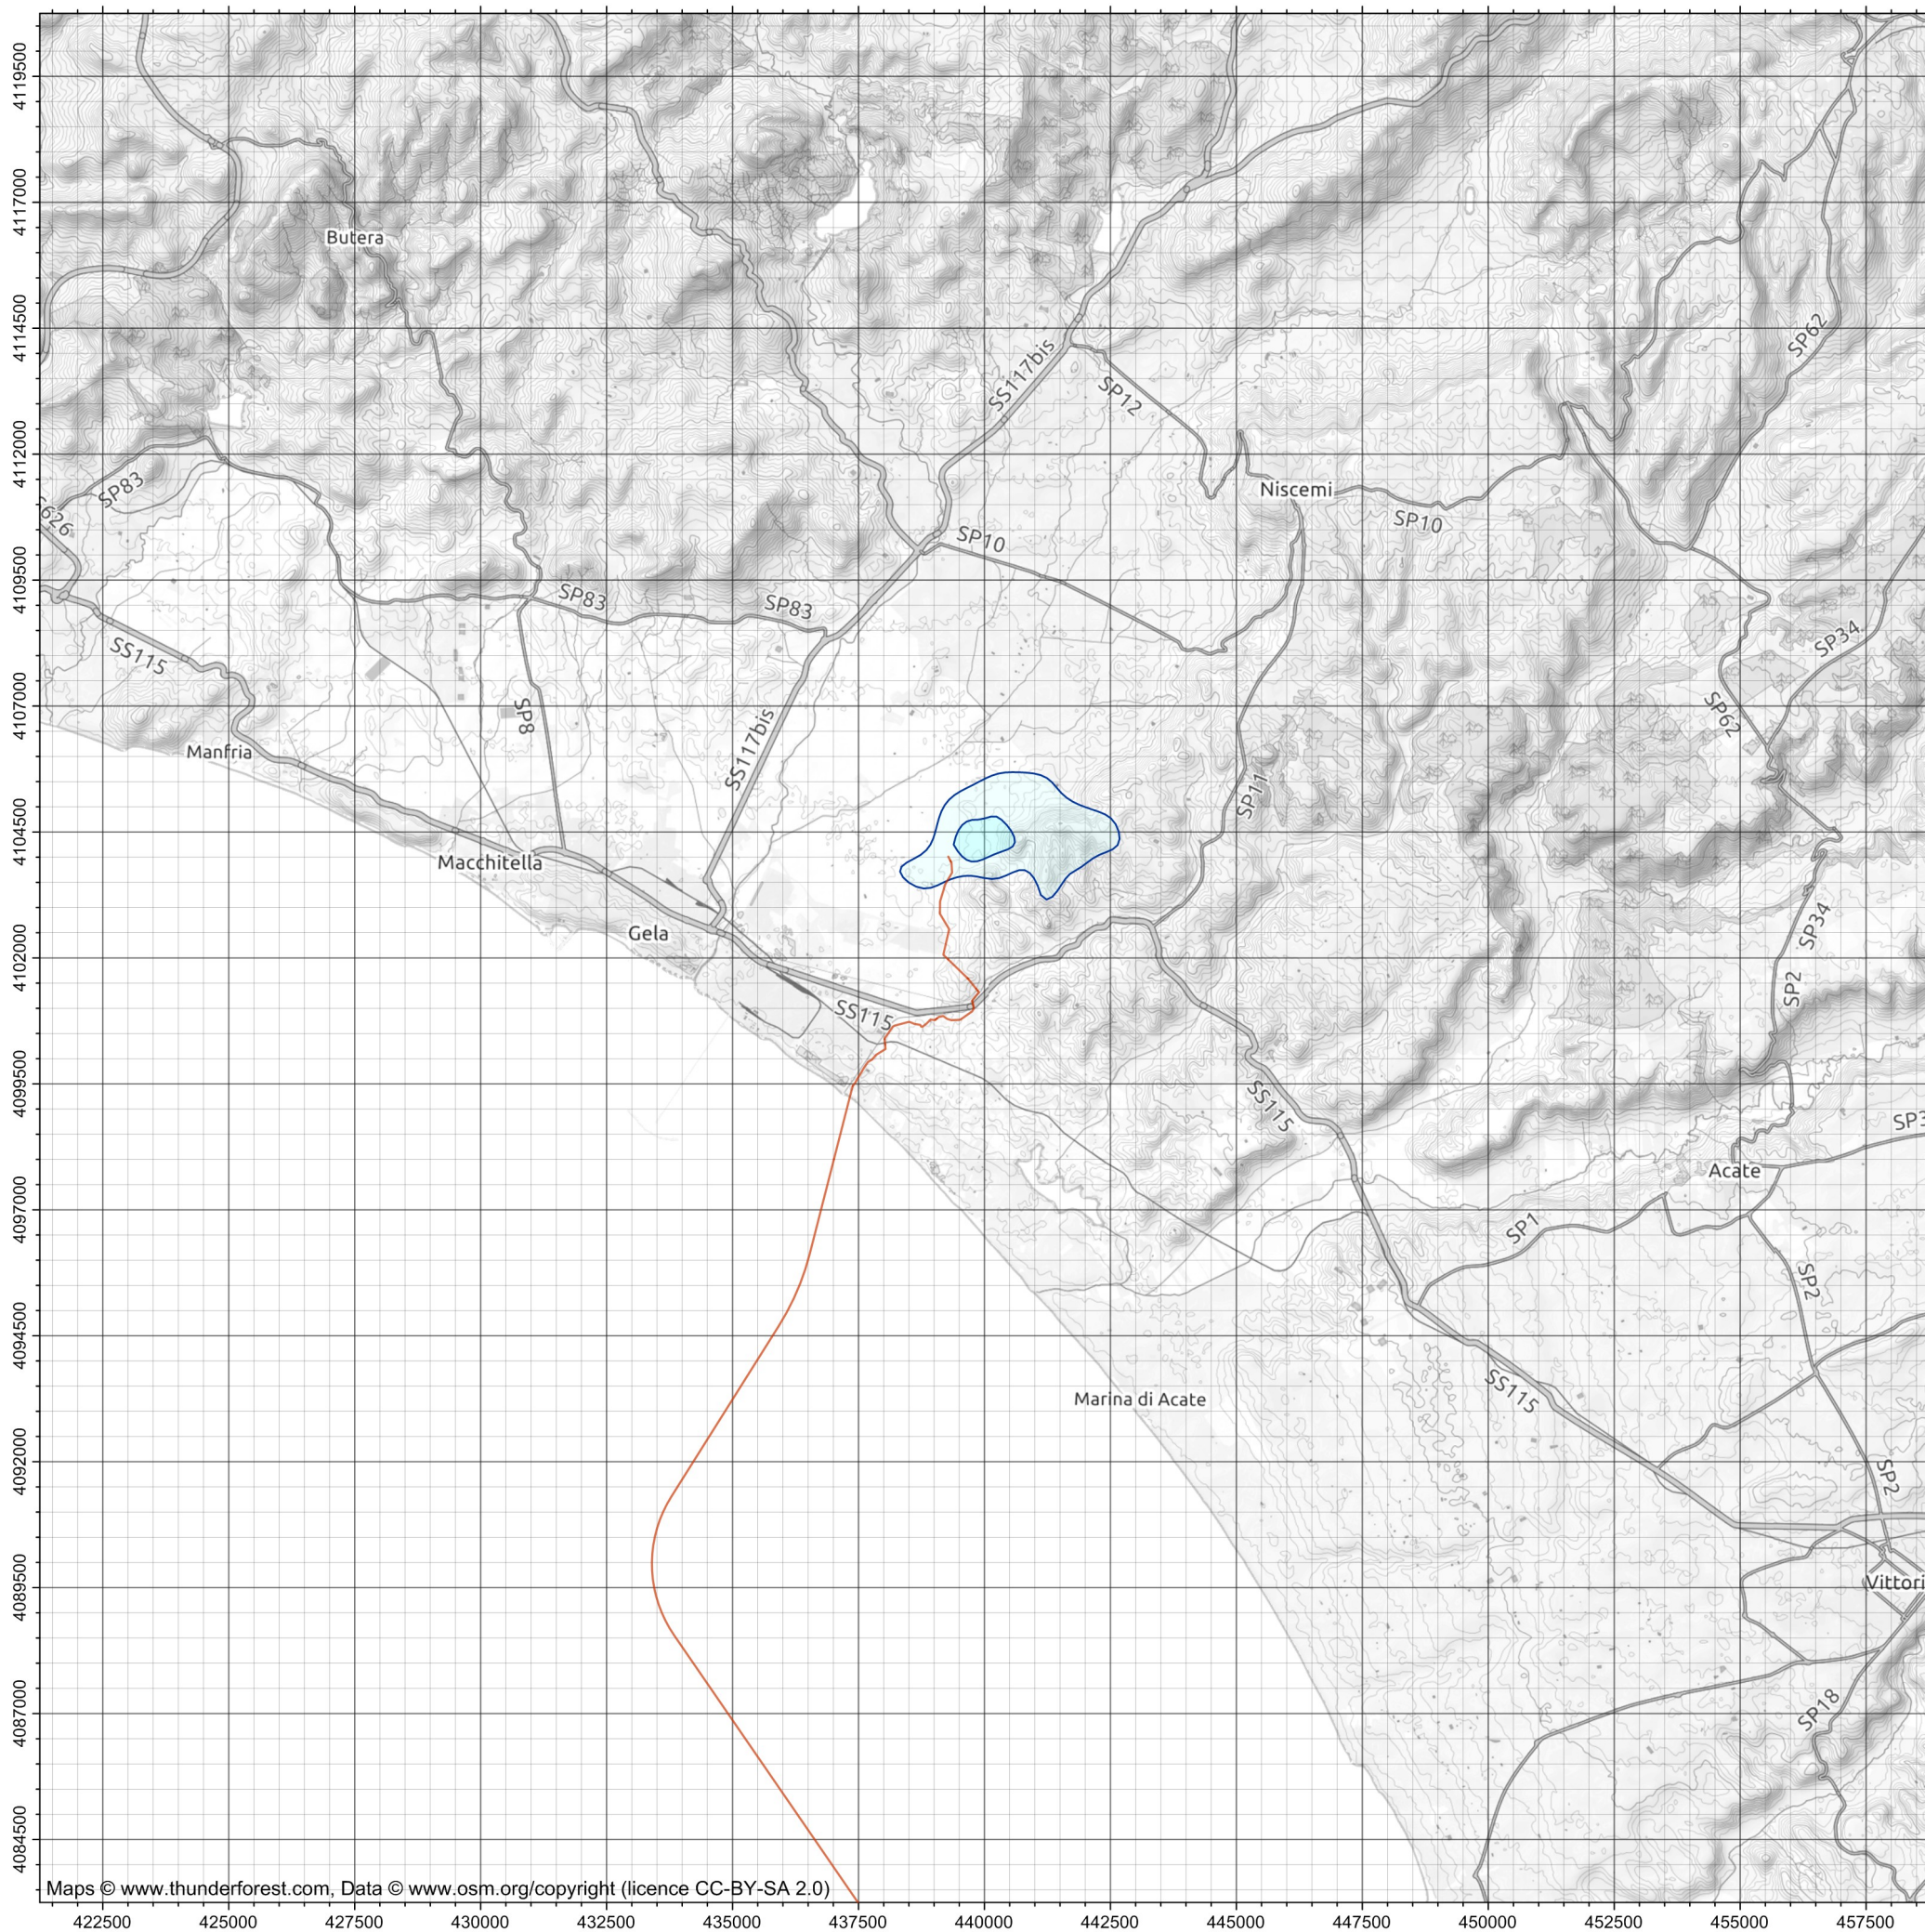 4119500
4117000
Butera
4114500
SP62
SS117bis
SP12
4112000
SP83
Niscemi
626
SP10
SP10
4109500
SP83
SP83
SS115
SP34
4107000
SP8
SP62
SS117bis
Manfria
SP11
4104500
Macchitella
Gela
SP34
4102000
SP2
SS115
4099500
SS115
SP3
Acate
4097000
SP1
SP2
4094500
SS115
Marina di Acate
4092000
SP2
4089500
Vittori
4087000
SP18
4084500
Maps © www.thunderforest.com, Data © www.osm.org/copyright (licence CC-BY-SA 2.0)
422500 425000 427500 430000 432500 435000 437500 440000 442500 445000 447500 450000 452500 455000 457500